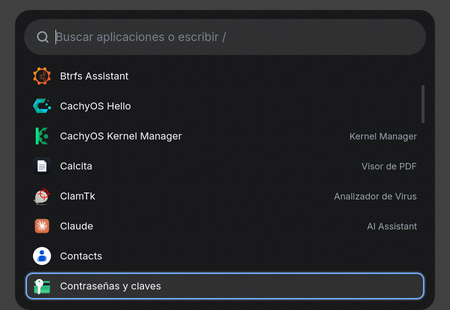 Buscar aplicaciones o escribir /
Btrfs Assistant
CachyOS Hello
CachyOS Kernel Manager Kernel Manager
Calcita Visor de PDF
ClamTk Analizador de Virus
Claude AI Assistant
Contacts
Contraseñas y claves